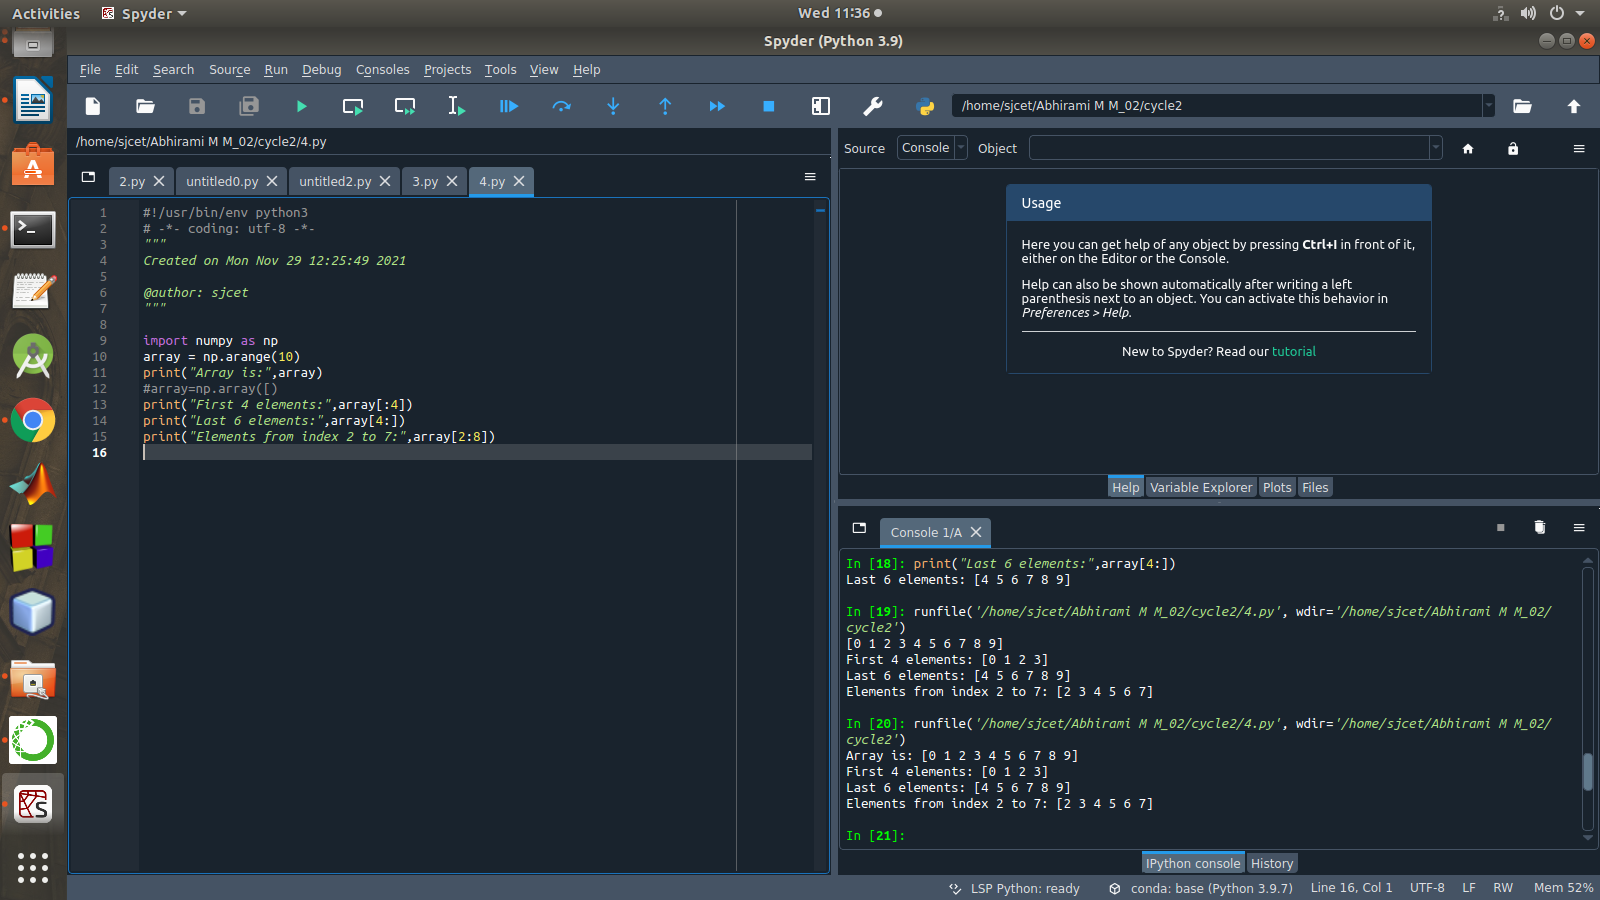 Activities Spyder Wed 11:36
Spyder (Python 3.9)
File Edit Search Source Run Debug Consoles Projects Tools View Help
/home/sjcet/Abhirami M M_02/cycle2
/home/sjcet/Abhirami M M_02/cycle2/4.py
2.py untitled0.py untitled2.py 3.py 4.py
1 #!/usr/bin/env python3
2 # -*- coding: utf-8 -*-
3 """
4 Created on Mon Nov 29 12:25:49 2021
5
6 @author: sjcet
7 """
8
9 import numpy as np
10 array = np.arange(10)
11 print("Array is:",array)
12 #array=np.array([)
13 print("First 4 elements:",array[:4])
14 print("Last 6 elements:",array[4:])
15 print("Elements from index 2 to 7:",array[2:8])
16
Source Console Object
Usage
Here you can get help of any object by pressing Ctrl+I in front of it,
either on the Editor or the Console.
Help can also be shown automatically after writing a left
parenthesis next to an object. You can activate this behavior in
Preferences > Help.
New to Spyder? Read our tutorial
Help Variable Explorer Plots Files
Console 1/A
In [18]: print("Last 6 elements:",array[4:])
Last 6 elements: [4 5 6 7 8 9]
In [19]: runfile('/home/sjcet/Abhirami M M_02/cycle2/4.py', wdir='/home/sjcet/Abhirami M M_02/
cycle2')
[0 1 2 3 4 5 6 7 8 9]
First 4 elements: [0 1 2 3]
Last 6 elements: [4 5 6 7 8 9]
Elements from index 2 to 7: [2 3 4 5 6 7]
In [20]: runfile('/home/sjcet/Abhirami M M_02/cycle2/4.py', wdir='/home/sjcet/Abhirami M M_02/
cycle2')
Array is: [0 1 2 3 4 5 6 7 8 9]
First 4 elements: [0 1 2 3]
Last 6 elements: [4 5 6 7 8 9]
Elements from index 2 to 7: [2 3 4 5 6 7]
In [21]:
IPython console History
LSP Python: ready conda: base (Python 3.9.7) Line 16, Col 1 UTF-8 LF RW Mem 52%